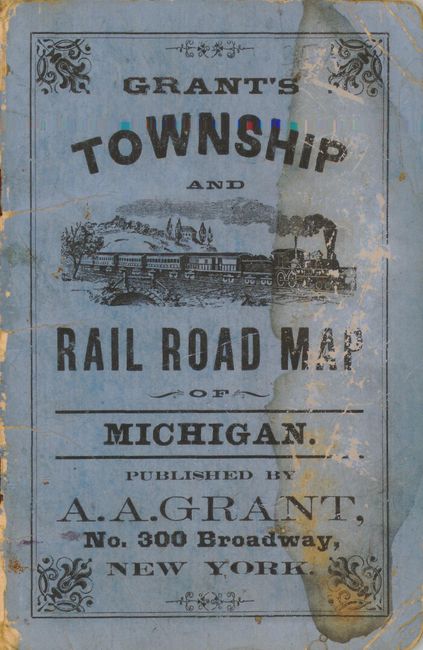 GRANT'S
TOWNSHIP
AND
RAIL ROAD MAP
OF
MICHIGAN.
PUBLISHED BY
A. A. GRANT,
No. 300 Broadway,
NEW YORK.